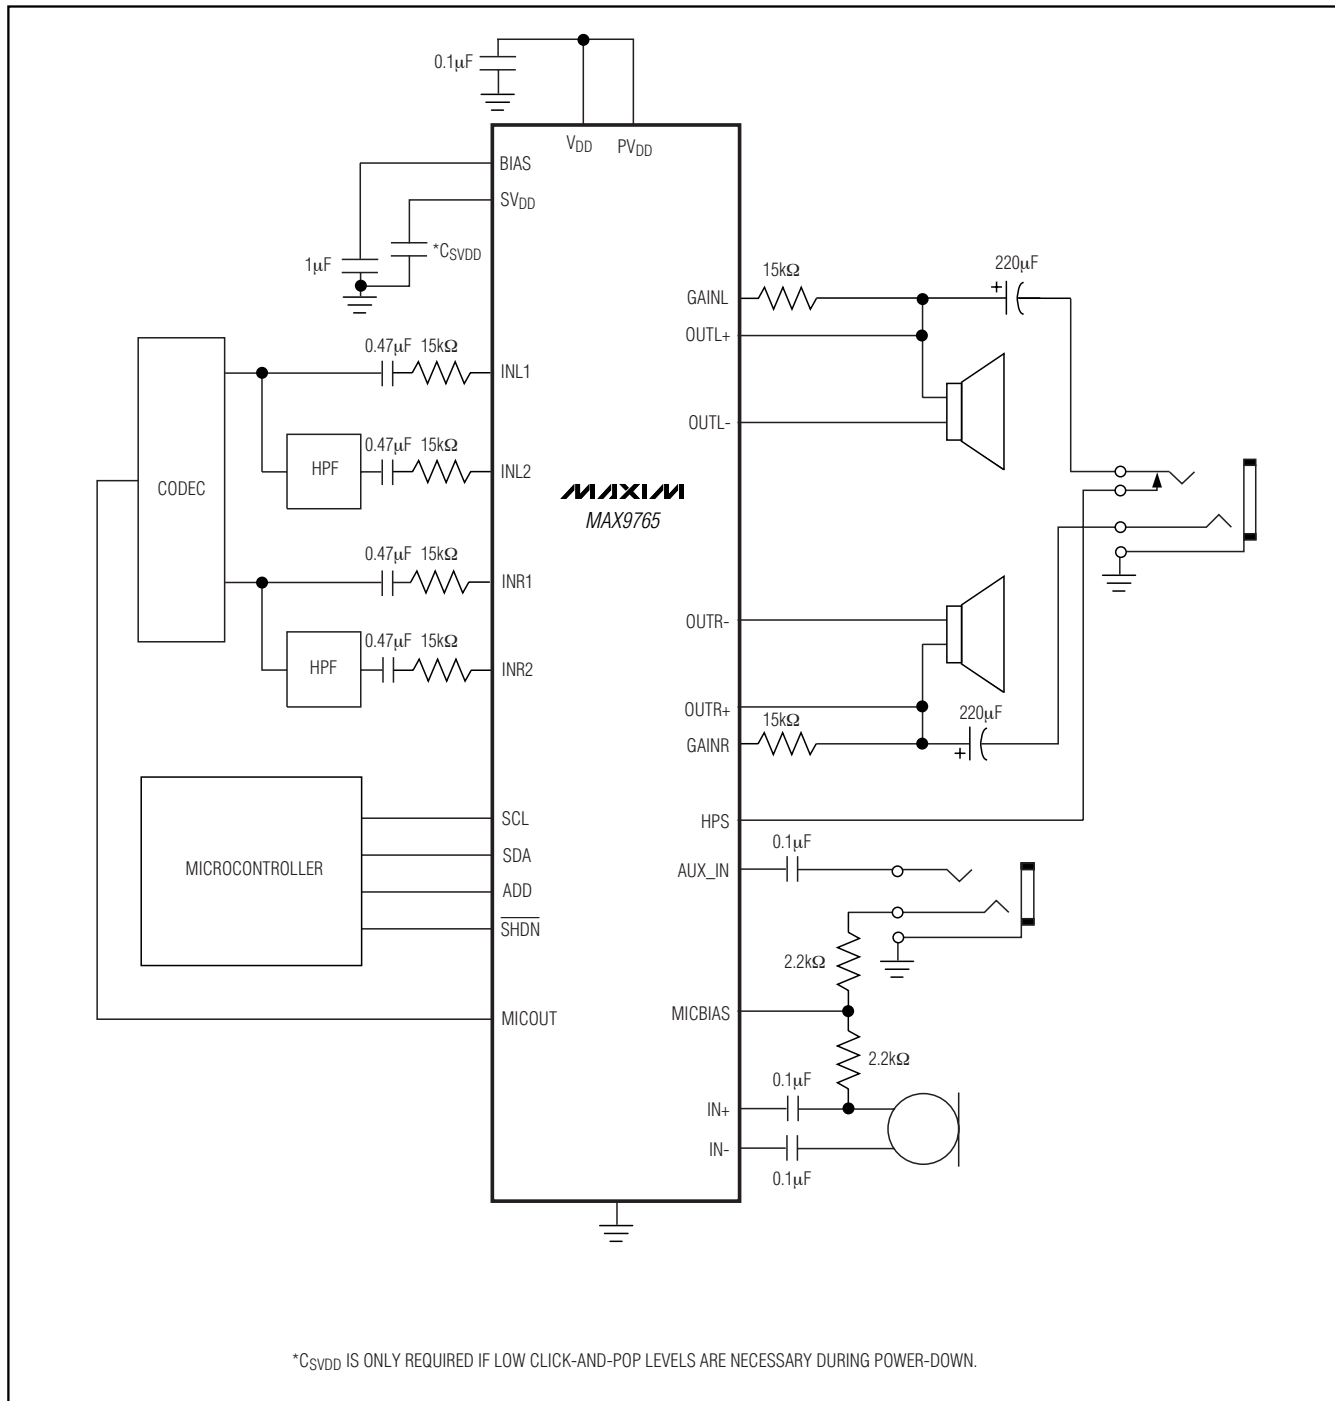 0.1µF
VDD PVDD
BIAS
SVDD
*CSVDD
1µF
15kΩ 220µF
+
GAINL
OUTL+
OUTL-
0.47µF 15kΩ
INL1
0.47µF 15kΩ
HPF
INL2
CODEC
MAXIM
MAX9765
0.47µF 15kΩ
INR1
0.47µF 15kΩ
HPF
INR2
OUTR-
OUTR+
15kΩ 220µF
+
GAINR
HPS
MICROCONTROLLER
SCL
SDA
ADD
SHDN
0.1µF
AUX_IN
2.2kΩ
MICOUT
MICBIAS
2.2kΩ
0.1µF
IN+
IN-
0.1µF
*CSVDD IS ONLY REQUIRED IF LOW CLICK-AND-POP LEVELS ARE NECESSARY DURING POWER-DOWN.